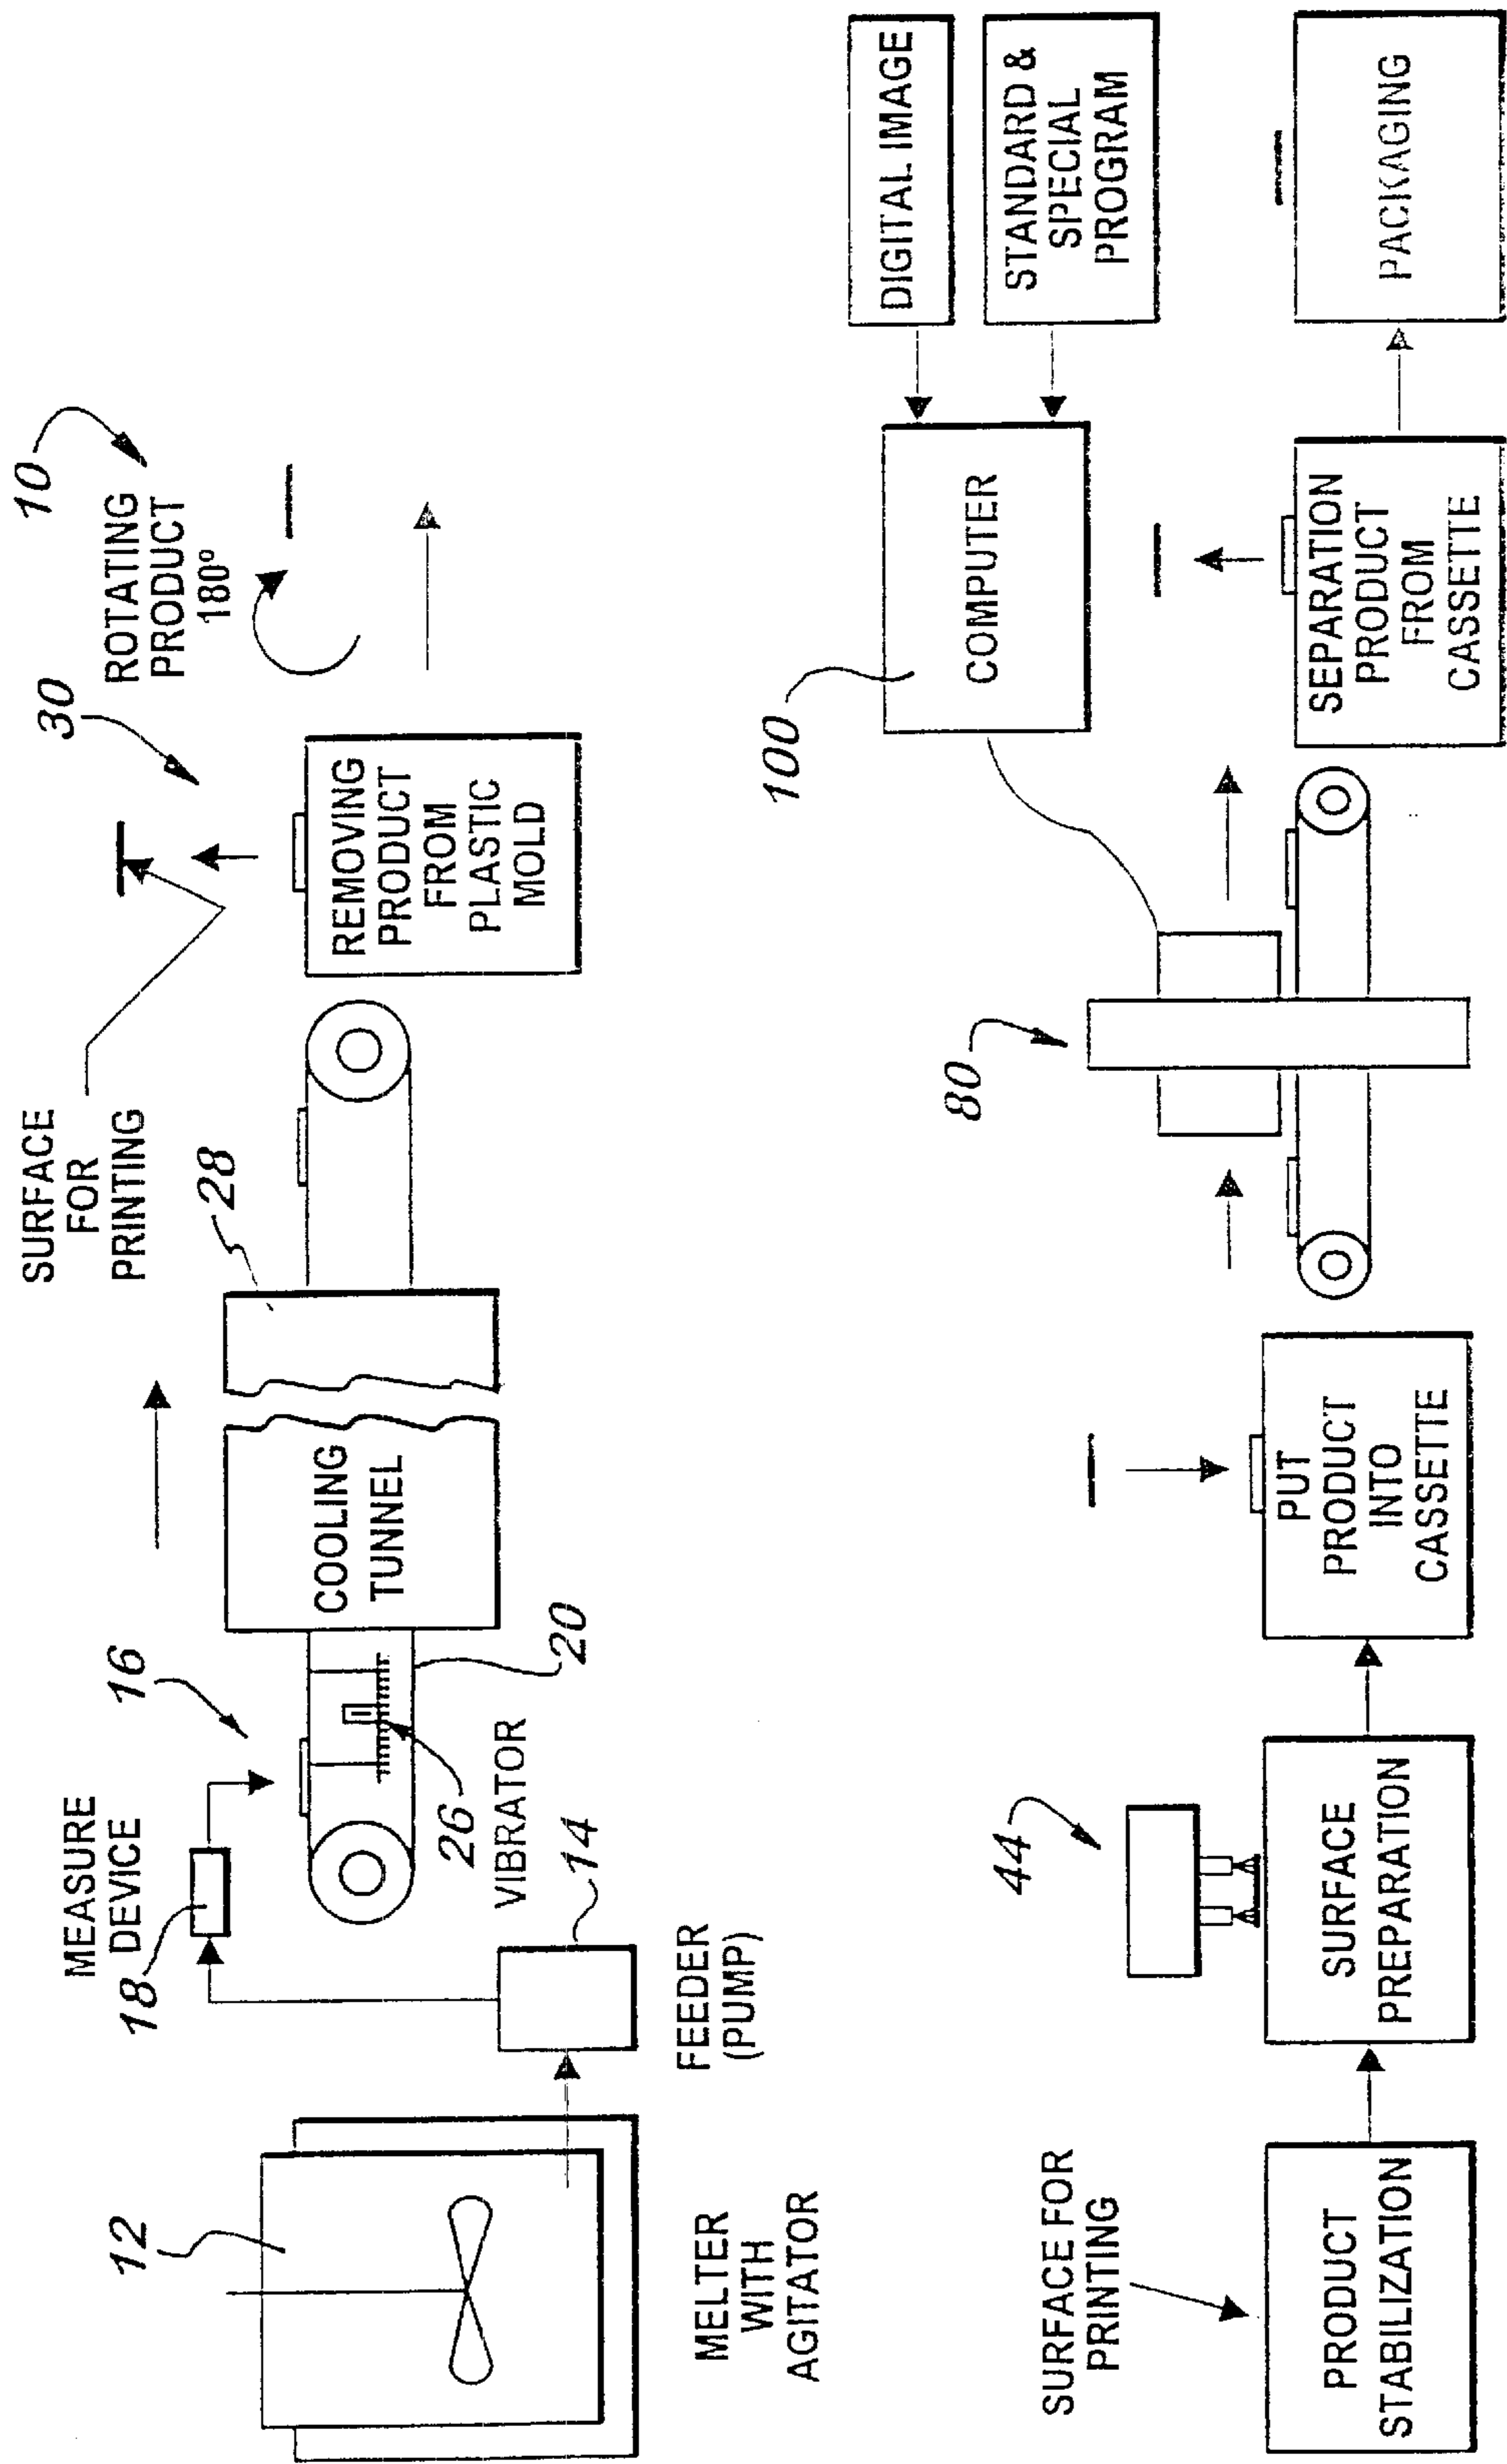 10
ROTATING
PRODUCT
180°
30
SURFACE
FOR
PRINTING
REMOVING
PRODUCT
FROM
PLASTIC
MOLD
28
COOLING
TUNNEL
16
20
26
VIBRATOR
MEASURE
DEVICE
18
14
FEEDER
(PUMP)
12
MELTER
WITH
AGITATOR
SURFACE FOR
PRINTING
PRODUCT
STABILIZATION
44
SURFACE
PREPARATION
PUT
PRODUCT
INTO
CASSETTE
80
100
COMPUTER
DIGITAL IMAGE
STANDARD &
SPECIAL
PROGRAM
SEPARATION
PRODUCT
FROM
CASSETTE
PACKAGING